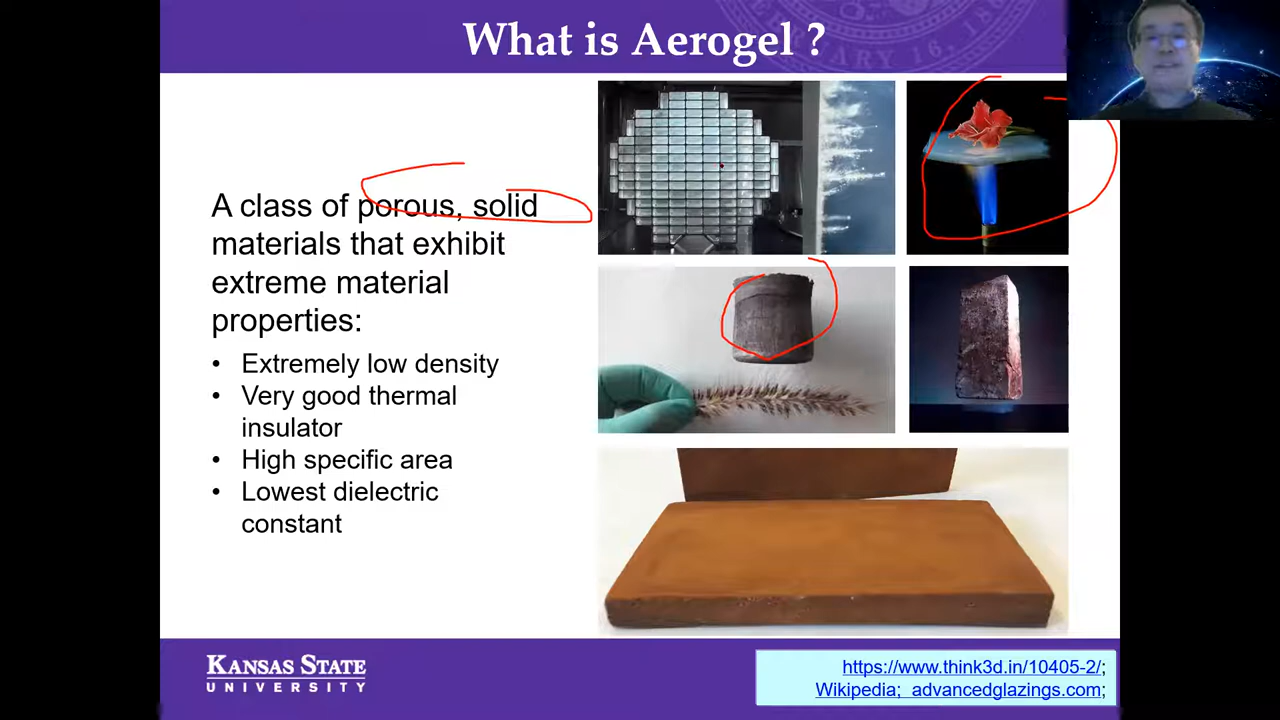 What is Aerogel ?
A class of porous, solid
materials that exhibit
extreme material
properties:
• Extremely low density
• Very good thermal
insulator
• High specific area
• Lowest dielectric
constant
KANSAS STATE
UNIVERSITY
https://www.think3d.in/10405-2/;
Wikipedia; advancedglazings.com;